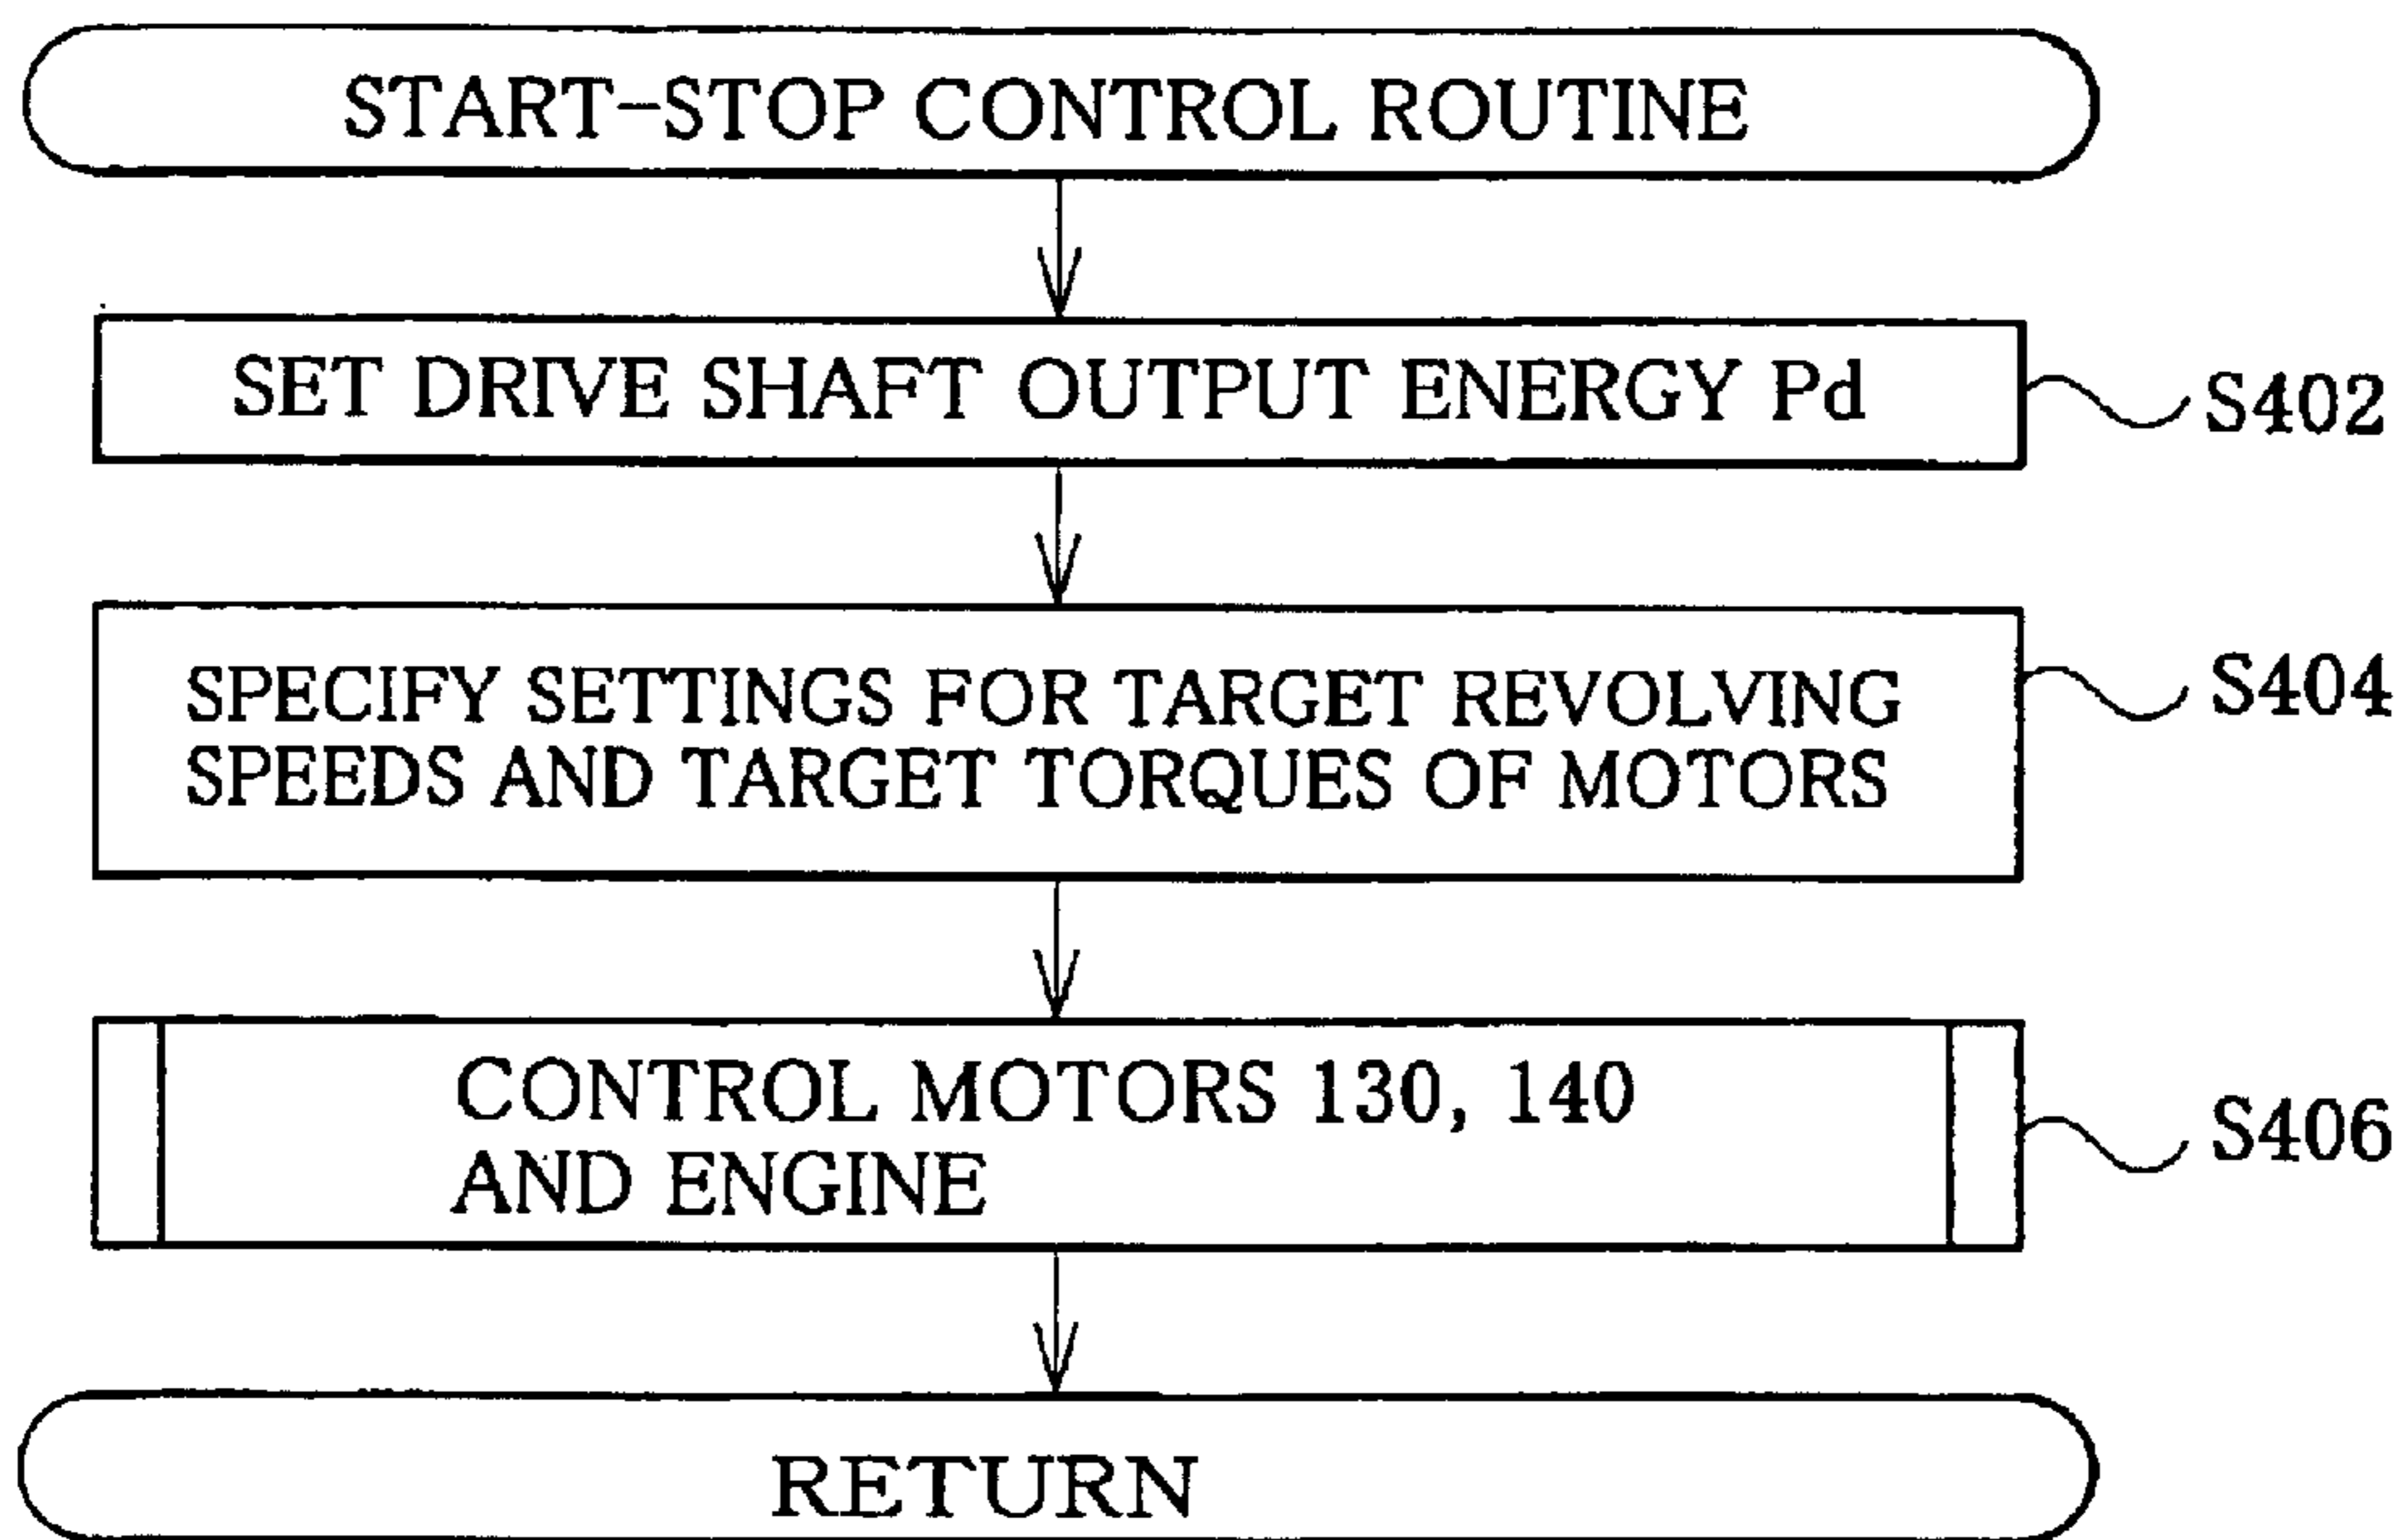 START-STOP CONTROL ROUTINE
SET DRIVE SHAFT OUTPUT ENERGY Pd
S402
SPECIFY SETTINGS FOR TARGET REVOLVING
SPEEDS AND TARGET TORQUES OF MOTORS
S404
CONTROL MOTORS 130, 140
AND ENGINE
S406
RETURN